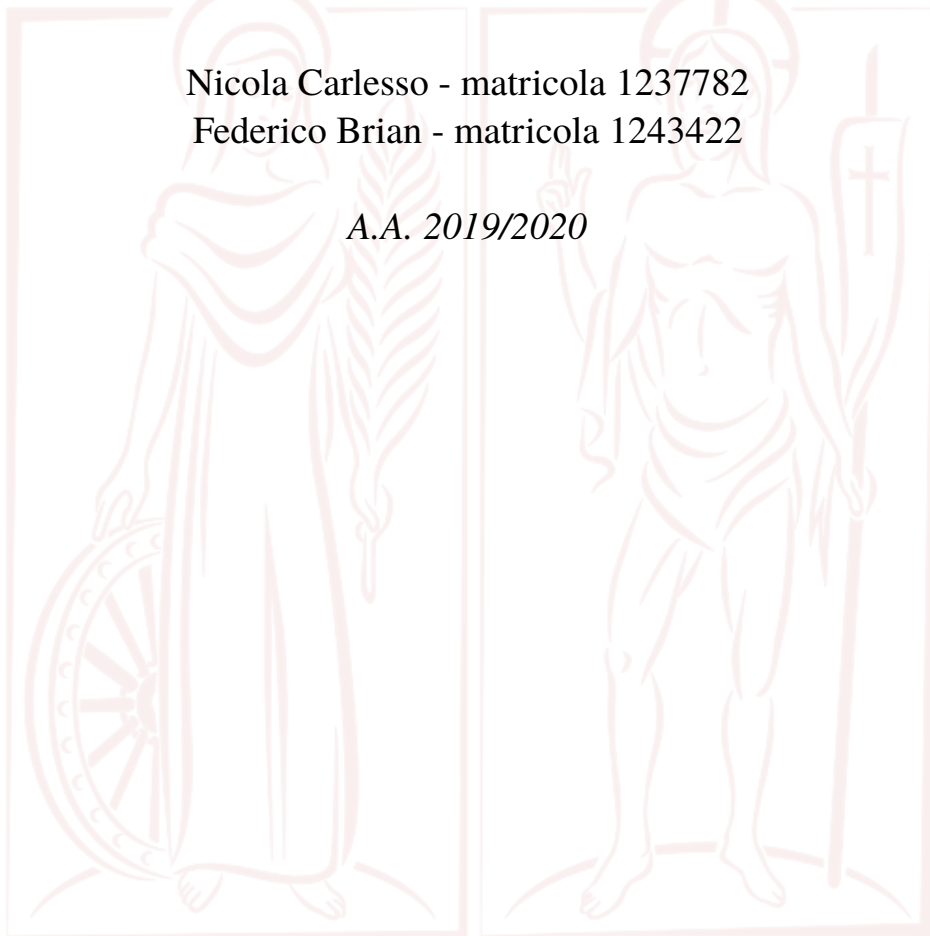 Nicola Carlesso - matricola 1237782
Federico Brian - matricola 1243422
A.A. 2019/2020